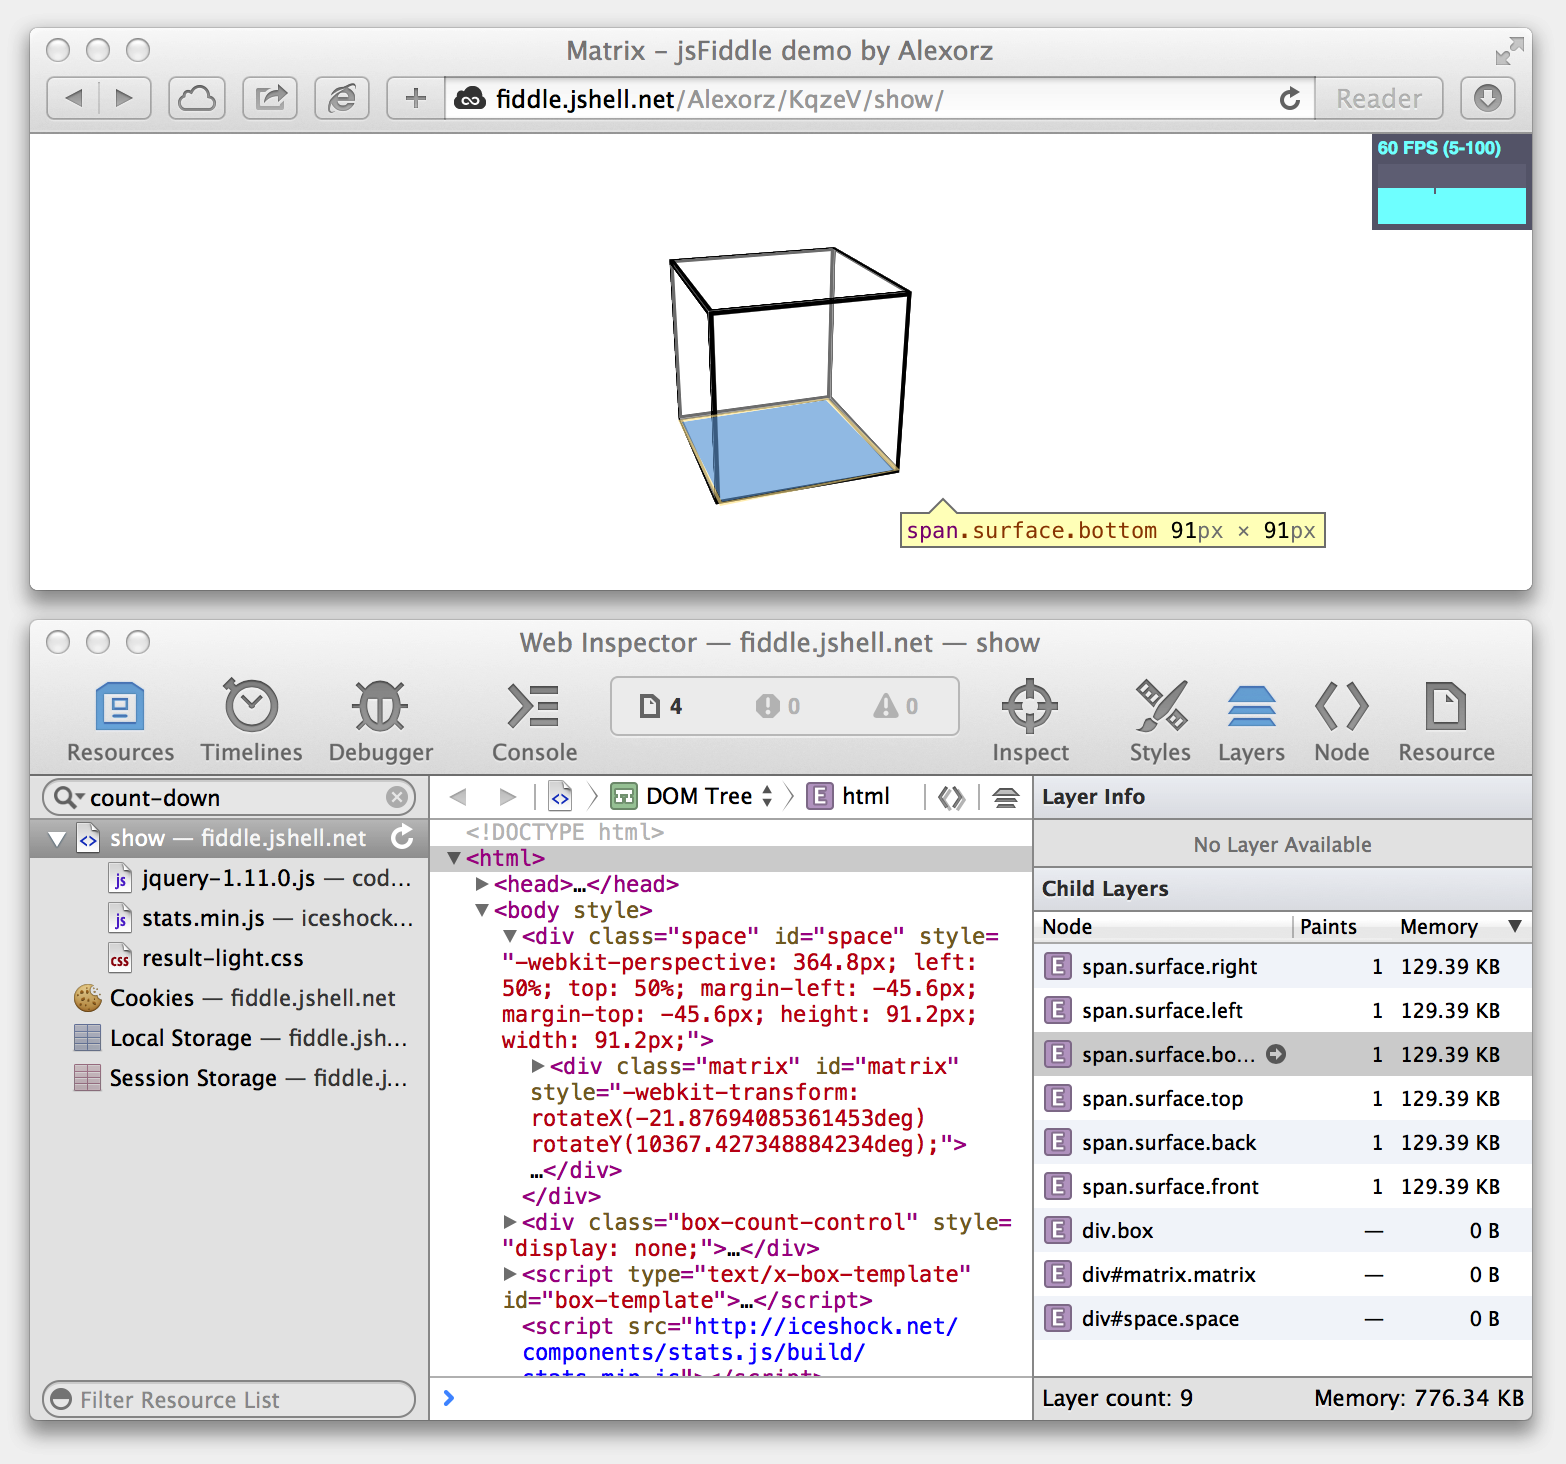 Matrix – jsFiddle demo by Alexorz
fiddle.jshell.net/Alexorz/KqzeV/show/
Reader
60 FPS (5-100)
span.surface.bottom 91px × 91px
Web Inspector — fiddle.jshell.net — show
Resources
Timelines
Debugger
Console
4
0
0
Inspect
Styles
Layers
Node
Resource
count-down
show — fiddle.jshell.net
js jquery-1.11.0.js — cod...
js stats.min.js — iceshock...
css result-light.css
Cookies — fiddle.jshell.net
Local Storage — fiddle.jsh...
Session Storage — fiddle.j...
Filter Resource List
DOM Tree
E html
<!DOCTYPE html>
<html>
<head>…</head>
<body style>
<div class="space" id="space" style=
"-webkit-perspective: 364.8px; left:
50%; top: 50%; margin-left: -45.6px;
margin-top: -45.6px; height: 91.2px;
width: 91.2px;">
<div class="matrix" id="matrix"
style="-webkit-transform:
rotateX(-21.87694085361453deg)
rotateY(10367.427348884234deg);">
…</div>
</div>
<div class="box-count-control" style=
"display: none;">…</div>
<script type="text/x-box-template"
id="box-template">…</script>
<script src="http://iceshock.net/
components/stats.js/build/
stats.min.js"></script>
Layer Info
No Layer Available
Child Layers
Node Paints Memory
E span.surface.right 1 129.39 KB
E span.surface.left 1 129.39 KB
E span.surface.bo... 1 129.39 KB
E span.surface.top 1 129.39 KB
E span.surface.back 1 129.39 KB
E span.surface.front 1 129.39 KB
E div.box — 0 B
E div#matrix.matrix — 0 B
E div#space.space — 0 B
Layer count: 9 Memory: 776.34 KB